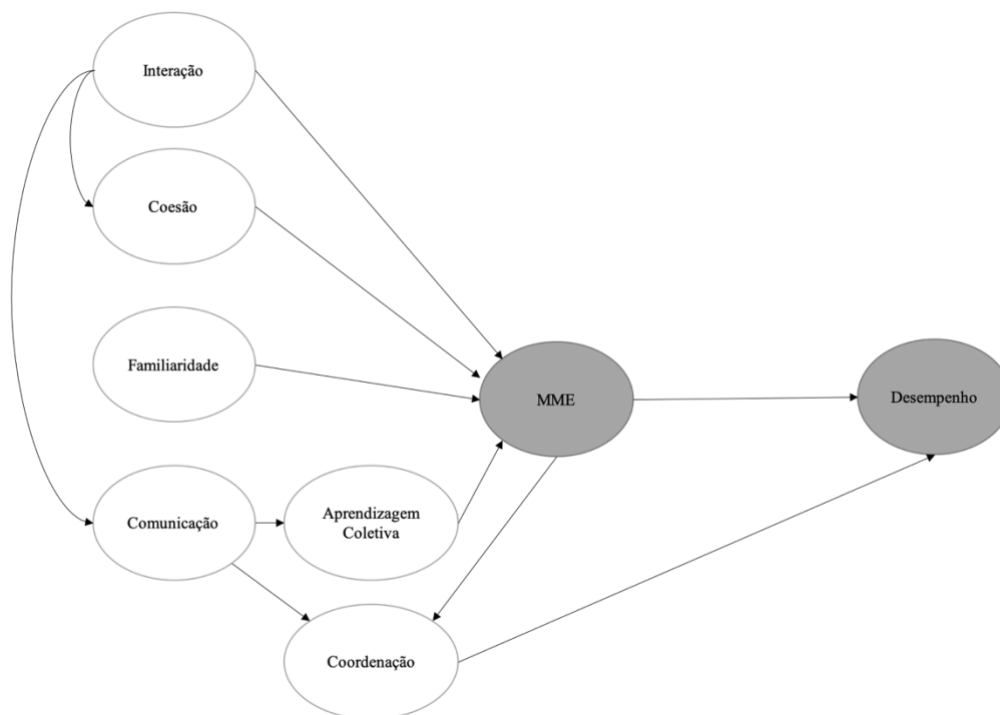 Interação
Coesão
Familiaridade
MME
Desempenho
Comunicação
Aprendizagem
Coletiva
Coordenação